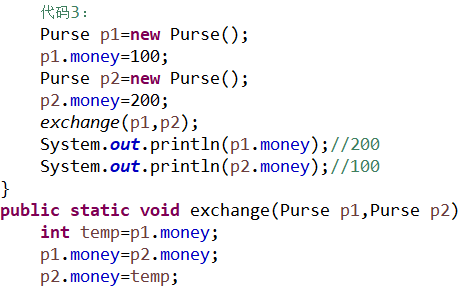 代码3:
Purse p1=new Purse();
p1.money=100;
Purse p2=new Purse();
p2.money=200;
exchange(p1,p2);
System.out.println(p1.money);//200
System.out.println(p2.money);//100
}
public static void exchange(Purse p1,Purse p2)
int temp=p1.money;
p1.money=p2.money;
p2.money=temp;